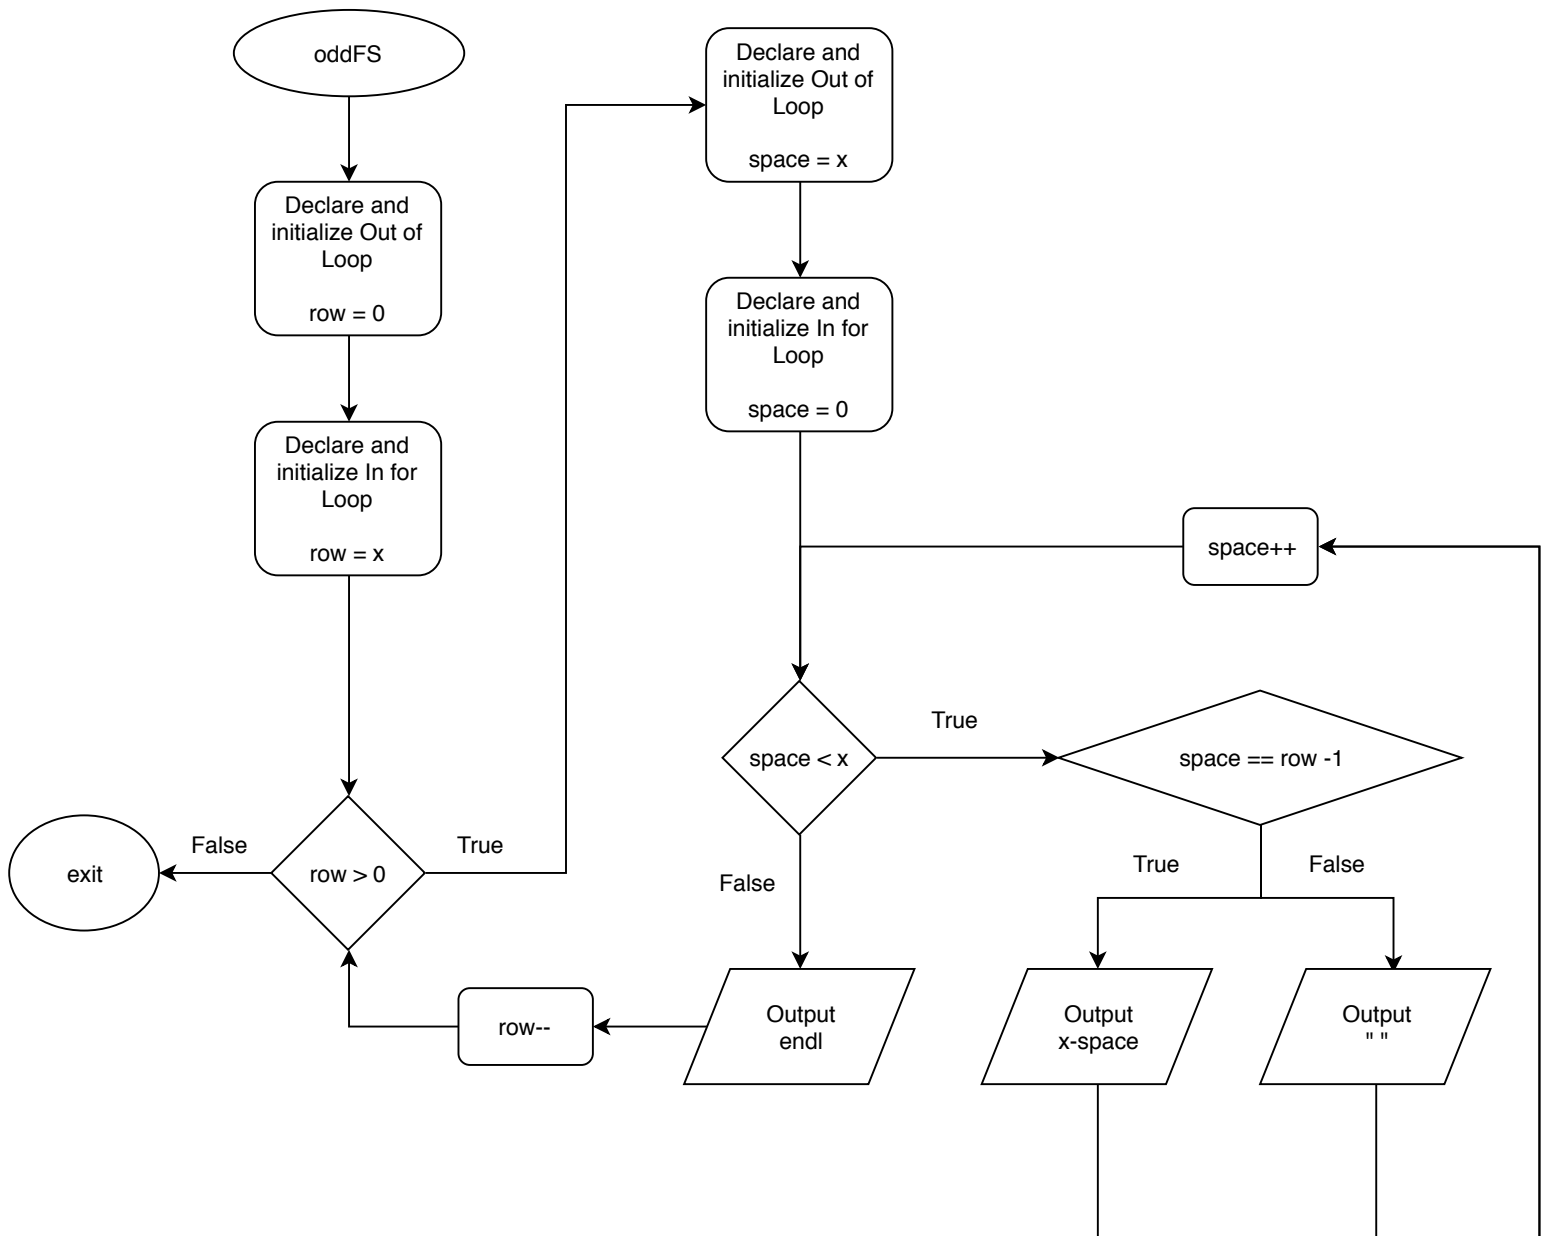 oddFS
Declare and
initialize Out of
Loop
row = 0
Declare and
initialize In for
Loop
row = x
row > 0
False
exit
True
Declare and
initialize Out of
Loop
space = x
Declare and
initialize In for
Loop
space = 0
space++
space < x
True
space == row -1
False
True
False
Output
endl
row--
Output
x-space
Output
" "